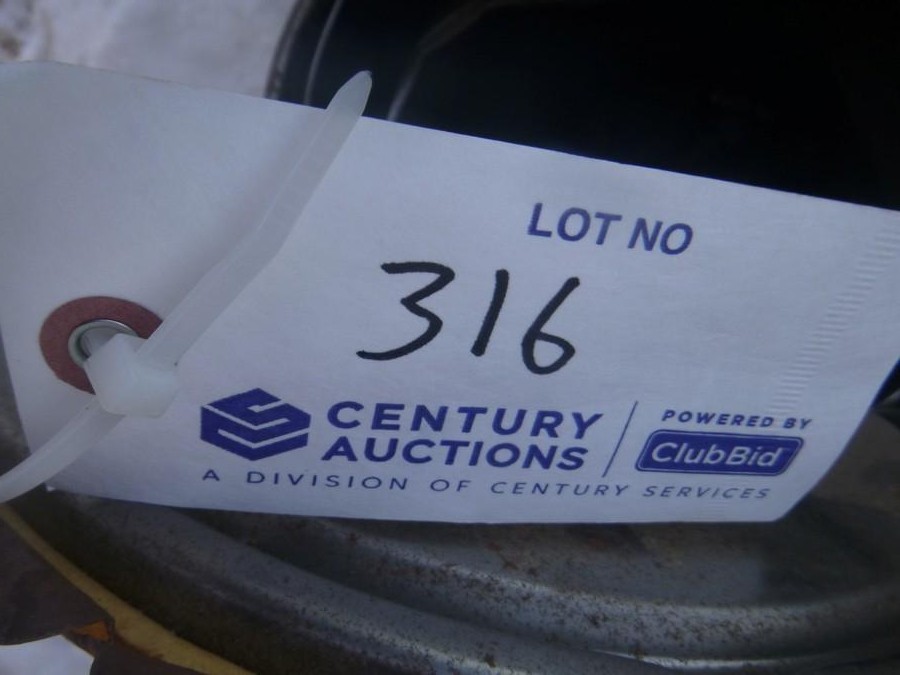 LOT NO
316
CENTURY AUCTIONS
POWERED BY
ClubBid
A DIVISION OF CENTURY SERVICES